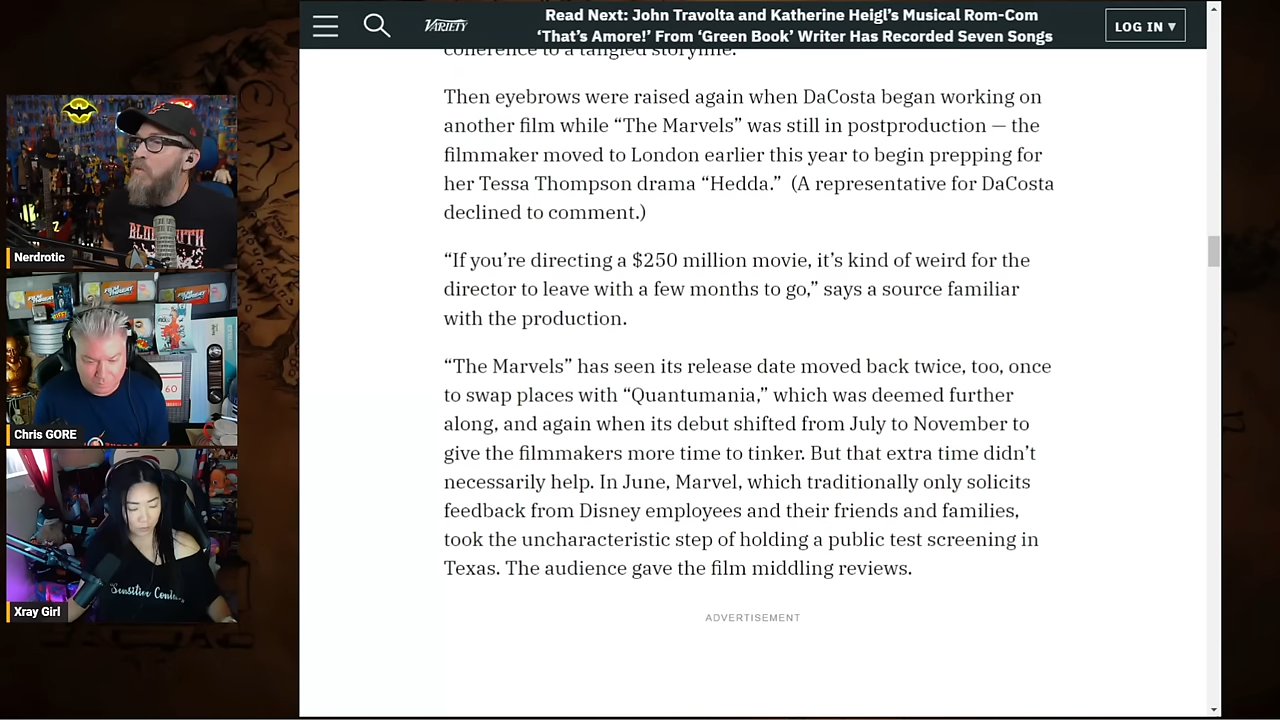 VARIETY
Read Next: John Travolta and Katherine Heigl’s Musical Rom-Com
‘That’s Amore!’ From ‘Green Book’ Writer Has Recorded Seven Songs
LOG IN ▾
coherence to a tangled storyline.
Then eyebrows were raised again when DaCosta began working on
another film while “The Marvels” was still in postproduction — the
filmmaker moved to London earlier this year to begin prepping for
her Tessa Thompson drama “Hedda.”  (A representative for DaCosta
declined to comment.)
“If you’re directing a $250 million movie, it’s kind of weird for the
director to leave with a few months to go,” says a source familiar
with the production.
“The Marvels” has seen its release date moved back twice, too, once
to swap places with “Quantumania,” which was deemed further
along, and again when its debut shifted from July to November to
give the filmmakers more time to tinker. But that extra time didn’t
necessarily help. In June, Marvel, which traditionally only solicits
feedback from Disney employees and their friends and families,
took the uncharacteristic step of holding a public test screening in
Texas. The audience gave the film middling reviews.
ADVERTISEMENT
Nerdrotic
Chris GORE
60
Sensitive
Xray Girl